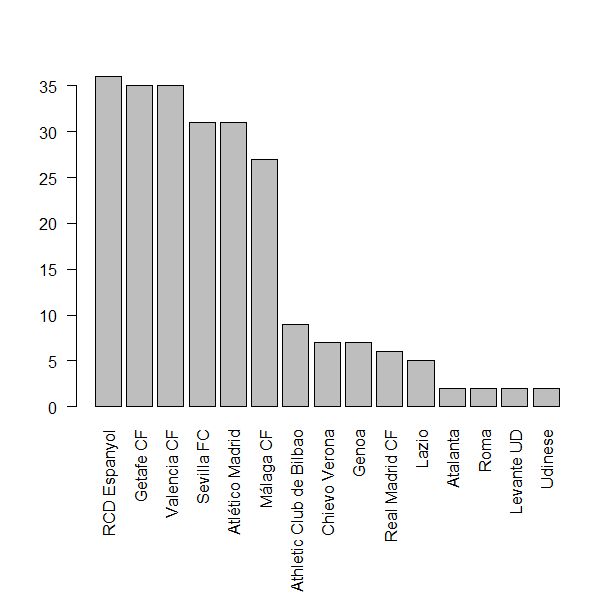 35
30
25
20
15
10
5
0
RCD Espanyol
Getafe CF
Valencia CF
Sevilla FC
Atlético Madrid
Málaga CF
Athletic Club de Bilbao
Chievo Verona
Genoa
Real Madrid CF
Lazio
Atalanta
Roma
Levante UD
Udinese